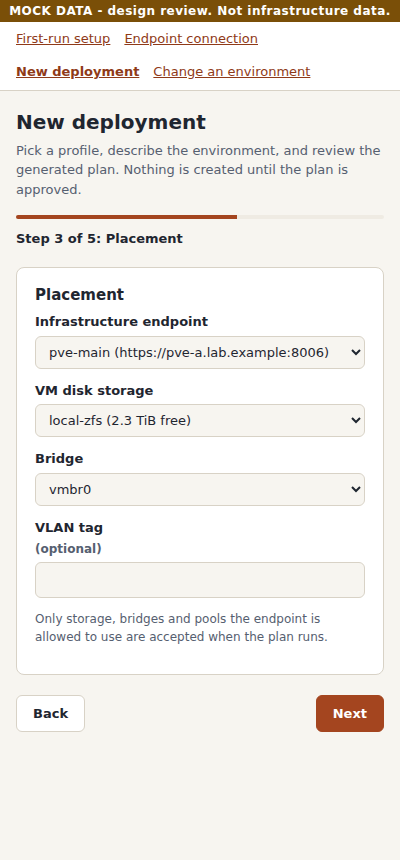 MOCK DATA - design review. Not infrastructure data.
First-run setup Endpoint connection
New deployment Change an environment
New deployment
Pick a profile, describe the environment, and review the
generated plan. Nothing is created until the plan is
approved.
Step 3 of 5: Placement
Placement
Infrastructure endpoint
pve-main (https://pve-a.lab.example:8006)
VM disk storage
local-zfs (2.3 TiB free)
Bridge
vmbr0
VLAN tag
(optional)
Only storage, bridges and pools the endpoint is
allowed to use are accepted when the plan runs.
Back Next